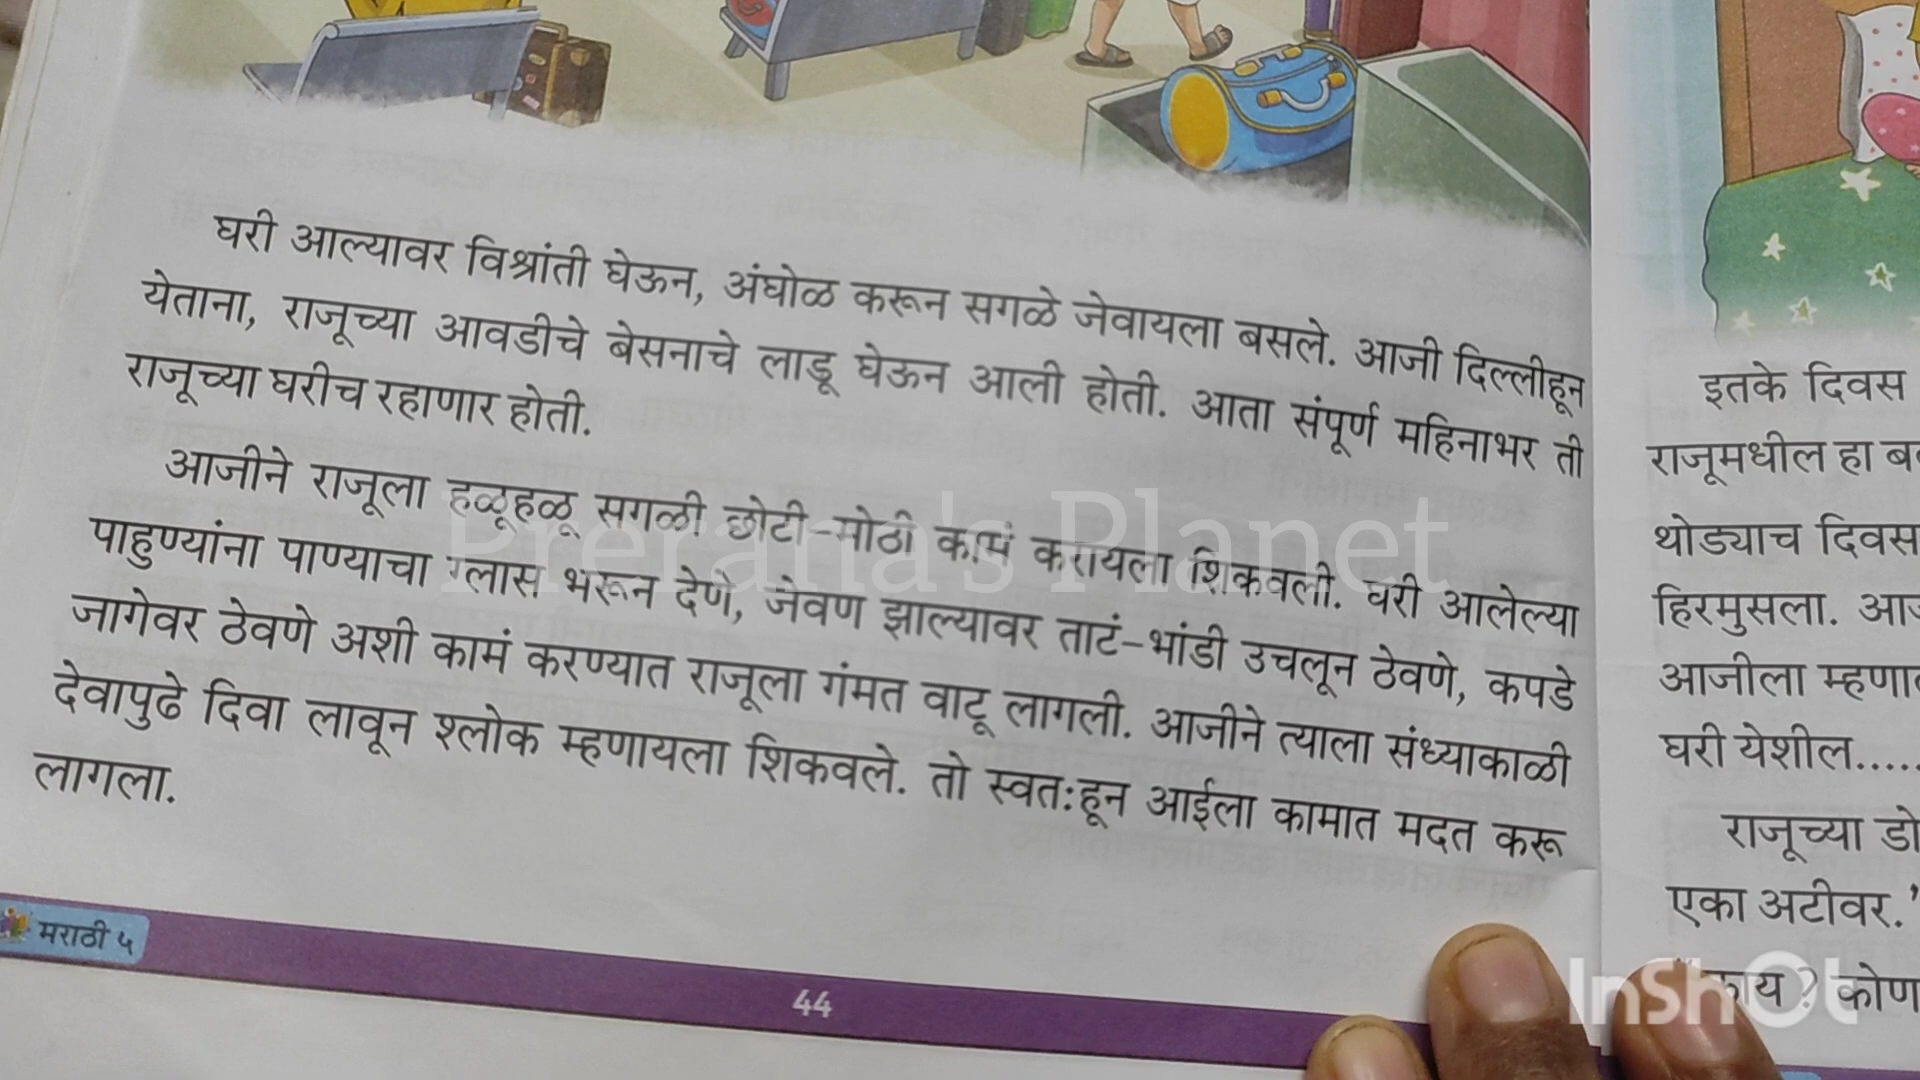 घरी आल्यावर विश्रांती घेऊन, अंघोळ करून सगळे जेवायला बसले. आजी दिल्लीहून
येताना, राजूच्या आवडीचे बेसनाचे लाडू घेऊन आली होती. आता संपूर्ण महिनाभर ती
राजूच्या घरीच रहाणार होती.
आजीने राजूला हळूहळू सगळी छोटी-मोठी कामं करायला शिकवली. घरी आलेल्या
पाहुण्यांना पाण्याचा ग्लास भरून देणे, जेवण झाल्यावर ताटं-भांडी उचलून ठेवणे, कपडे
जागेवर ठेवणे अशी कामं करण्यात राजूला गंमत वाटू लागली. आजीने त्याला संध्याकाळी
देवापुढे दिवा लावून श्लोक म्हणायला शिकवले. तो स्वतःहून आईला कामात मदत करू
लागला.
मराठी ५
44
Prerana's Planet
इतके दिवस
राजूमधील हा
थोड्याच दिवस
हिरमुसला.
आजीला
घरी येशील.....
राजूच्या
एका अटीवर.'
काय ? कोण
InShOt